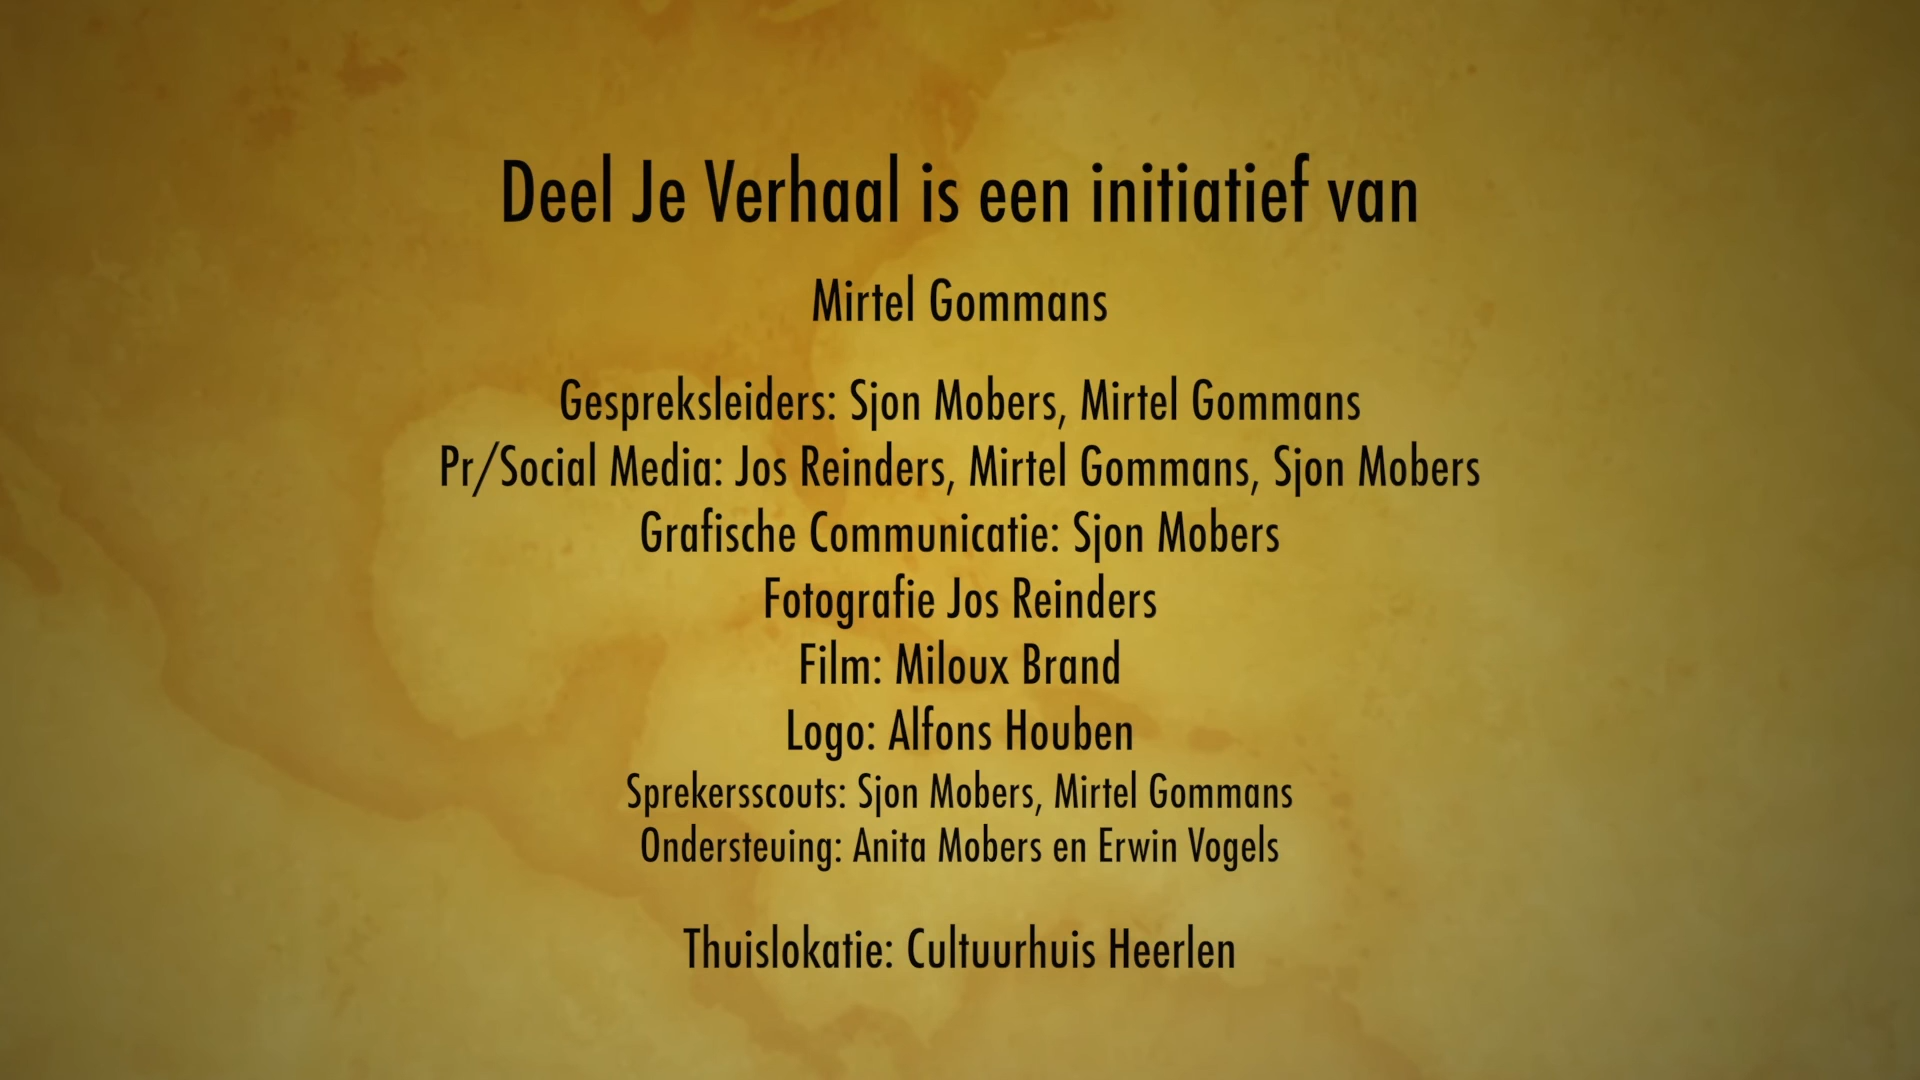 Deel Je Verhaal is een initiatief van
Mirtel Gommans
Gespreksleiders: Sjon Mobers, Mirtel Gommans
Pr/Social Media: Jos Reinders, Mirtel Gommans, Sjon Mobers
Grafische Communicatie: Sjon Mobers
Fotografie Jos Reinders
Film: Miloux Brand
Logo: Alfons Houben
Sprekersscouts: Sjon Mobers, Mirtel Gommans
Ondersteuing: Anita Mobers en Erwin Vogels
Thuislokatie: Cultuurhuis Heerlen